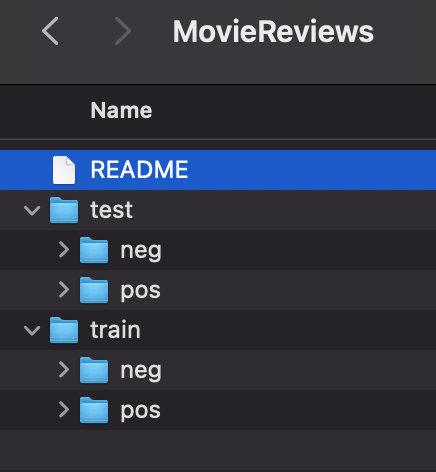 MovieReviews
Name
README
test
neg
pos
train
neg
pos